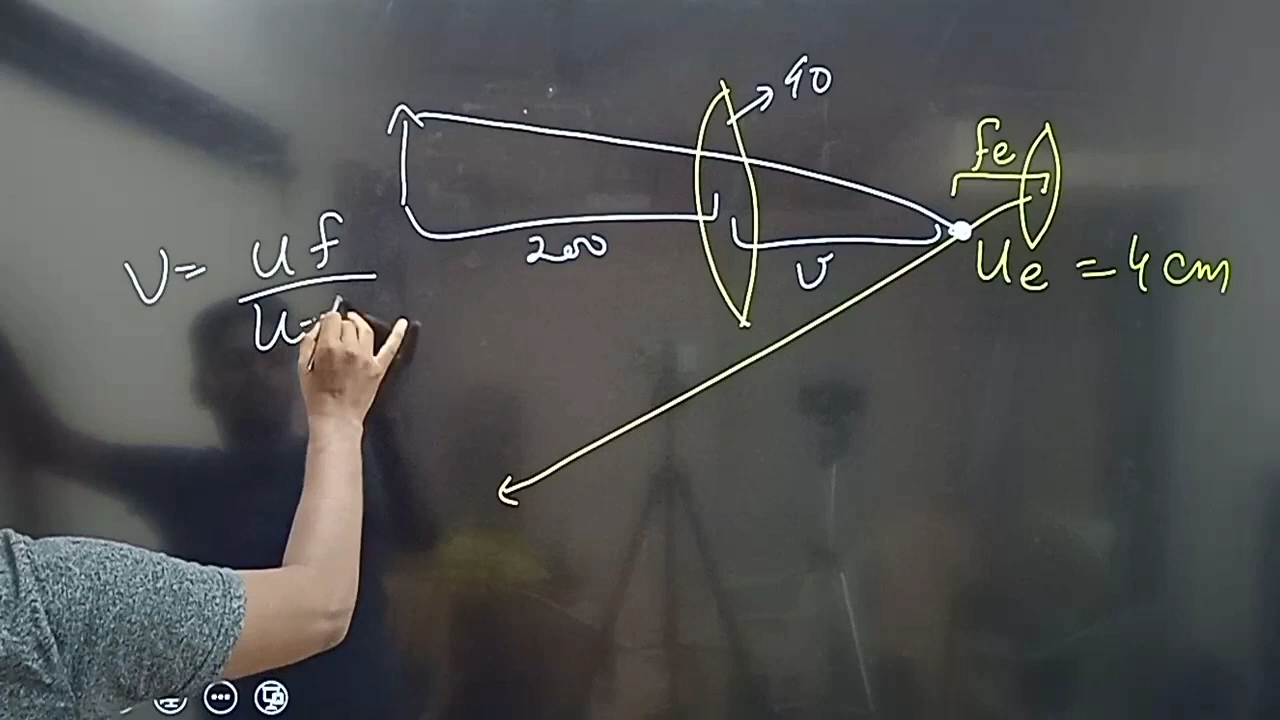 40
fe
200
v
ue = 4 cm
v = uf
u-